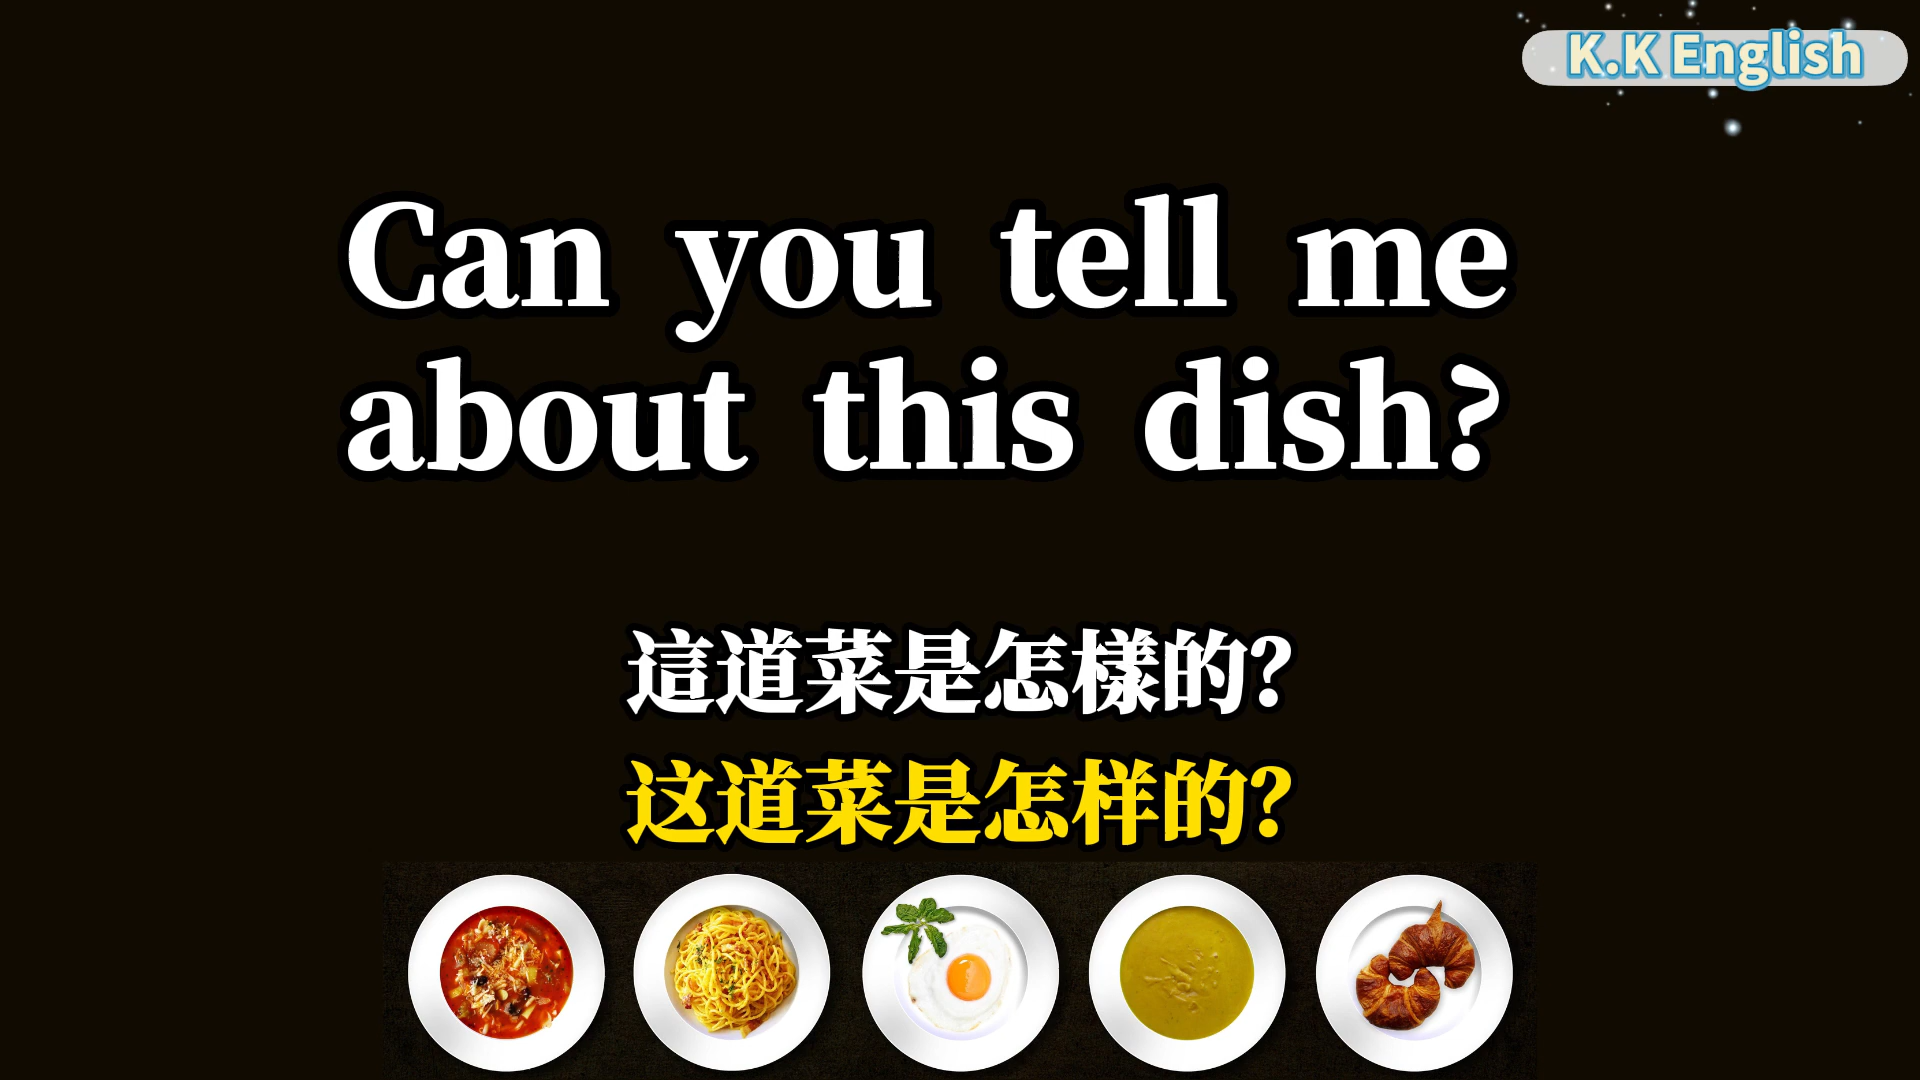 K.K English
Can you tell me
about this dish?
這道菜是怎樣的?
这道菜是怎样的?